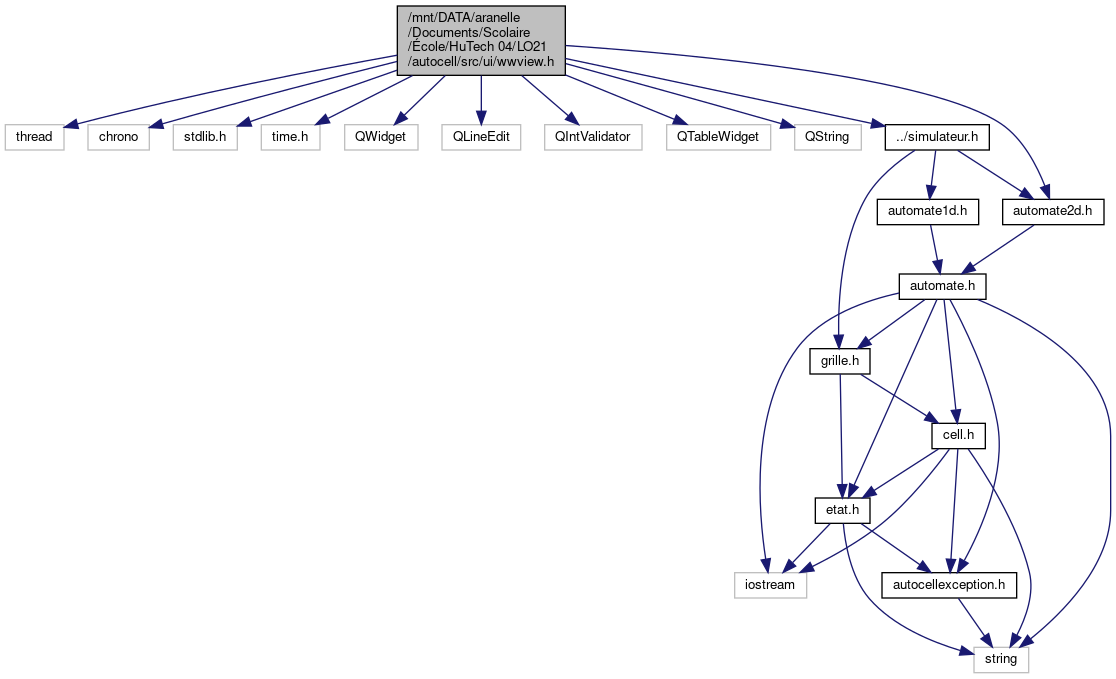 /mnt/DATA/aranelle
/Documents/Scolaire
/École/HuTech 04/LO21
/autocell/src/ui/wwview.h
thread
chrono
stdlib.h
time.h
QWidget
QLineEdit
QIntValidator
QTableWidget
QString
../simulateur.h
automate1d.h
automate2d.h
automate.h
grille.h
cell.h
etat.h
iostream
autocellexception.h
string